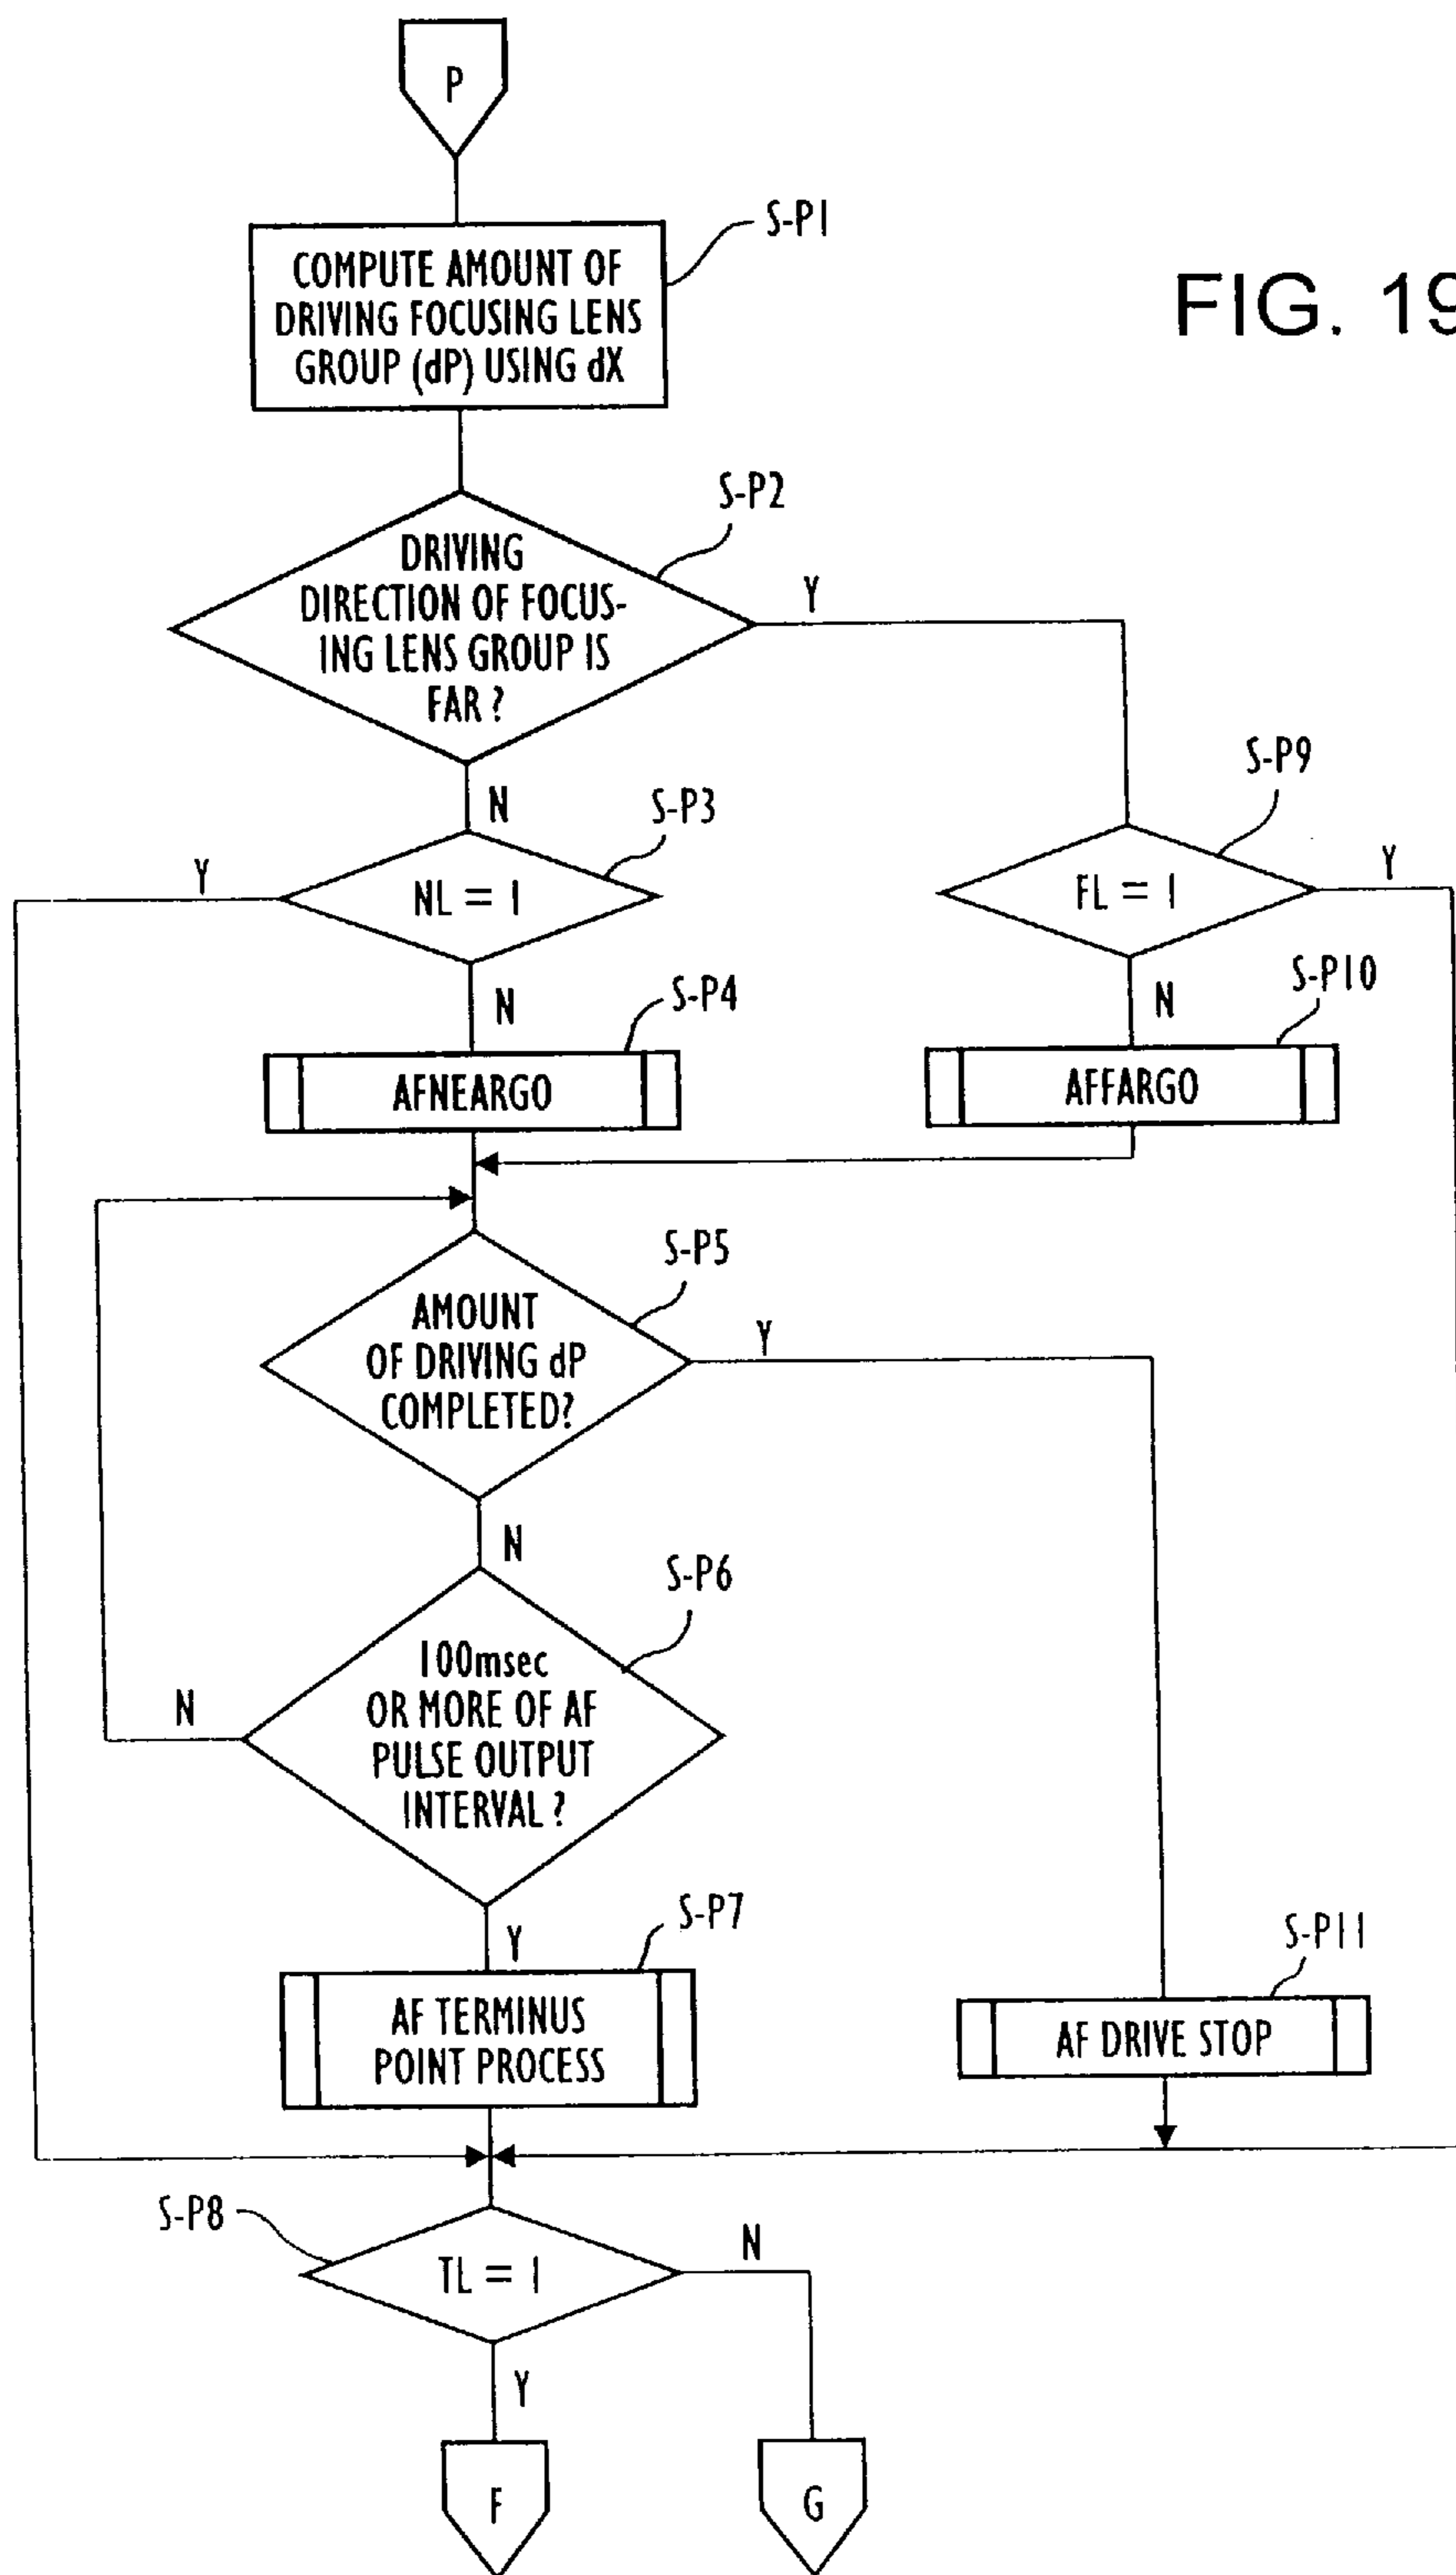 P
S-P1
COMPUTE AMOUNT OF
DRIVING FOCUSING LENS
GROUP (dP) USING dX
FIG. 19
S-P2
DRIVING
DIRECTION OF FOCUS-
ING LENS GROUP IS
FAR ?
Y
N
S-P3
Y
NL = 1
S-P9
FL = 1
Y
N
S-P4
N
S-P10
AFNEARGO
AFFARGO
S-P5
AMOUNT
OF DRIVING dP
COMPLETED?
Y
N
S-P6
100msec
OR MORE OF AF
PULSE OUTPUT
INTERVAL ?
N
Y
S-P7
AF TERMINUS
POINT PROCESS
S-P11
AF DRIVE STOP
S-P8
TL = 1
N
Y
F
G